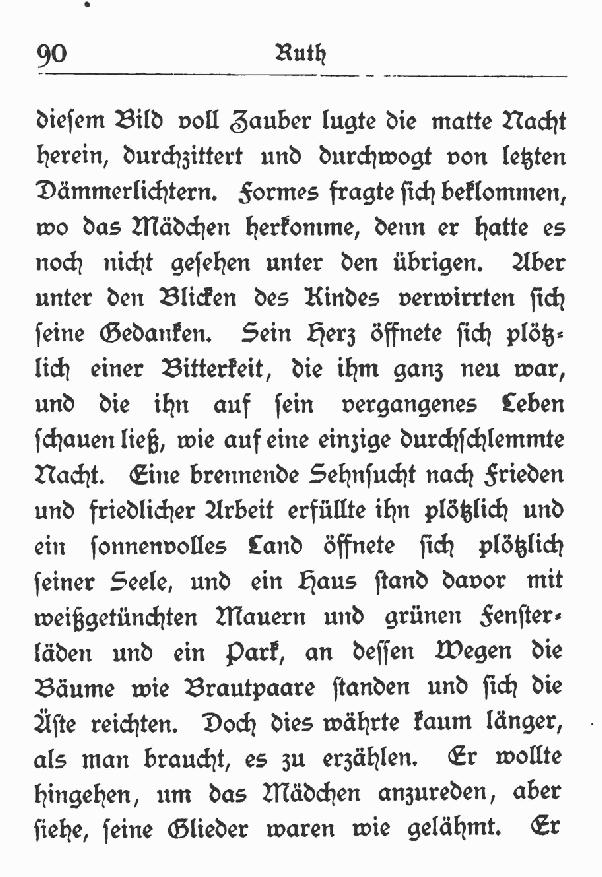 90 Ruth
diesem Bild voll Zauber lugte die matte Nacht
herein, durchzittert und durchwogt von letzten
Dämmerlichtern. Formes fragte sich beklommen,
wo das Mädchen herkomme, denn er hatte es
noch nicht gesehen unter den übrigen. Aber
unter den Blicken des Kindes verwirrten sich
seine Gedanken. Sein Herz öffnete sich plötz-
lich einer Bitterkeit, die ihm ganz neu war,
und die ihn auf sein vergangenes Leben
schauen ließ, wie auf eine einzige durchschlemmte
Nacht. Eine brennende Sehnsucht nach Frieden
und friedlicher Arbeit erfüllte ihn plötzlich und
ein sonnenvolles Land öffnete sich plötzlich
seiner Seele, und ein Haus stand davor mit
weißgetünchten Mauern und grünen Fenster-
läden und ein Park, an dessen Wegen die
Bäume wie Brautpaare standen und sich die
Äste reichten. Doch dies währte kaum länger,
als man braucht, es zu erzählen. Er wollte
hingehen, um das Mädchen anzureden, aber
siehe, seine Glieder waren wie gelähmt. Er